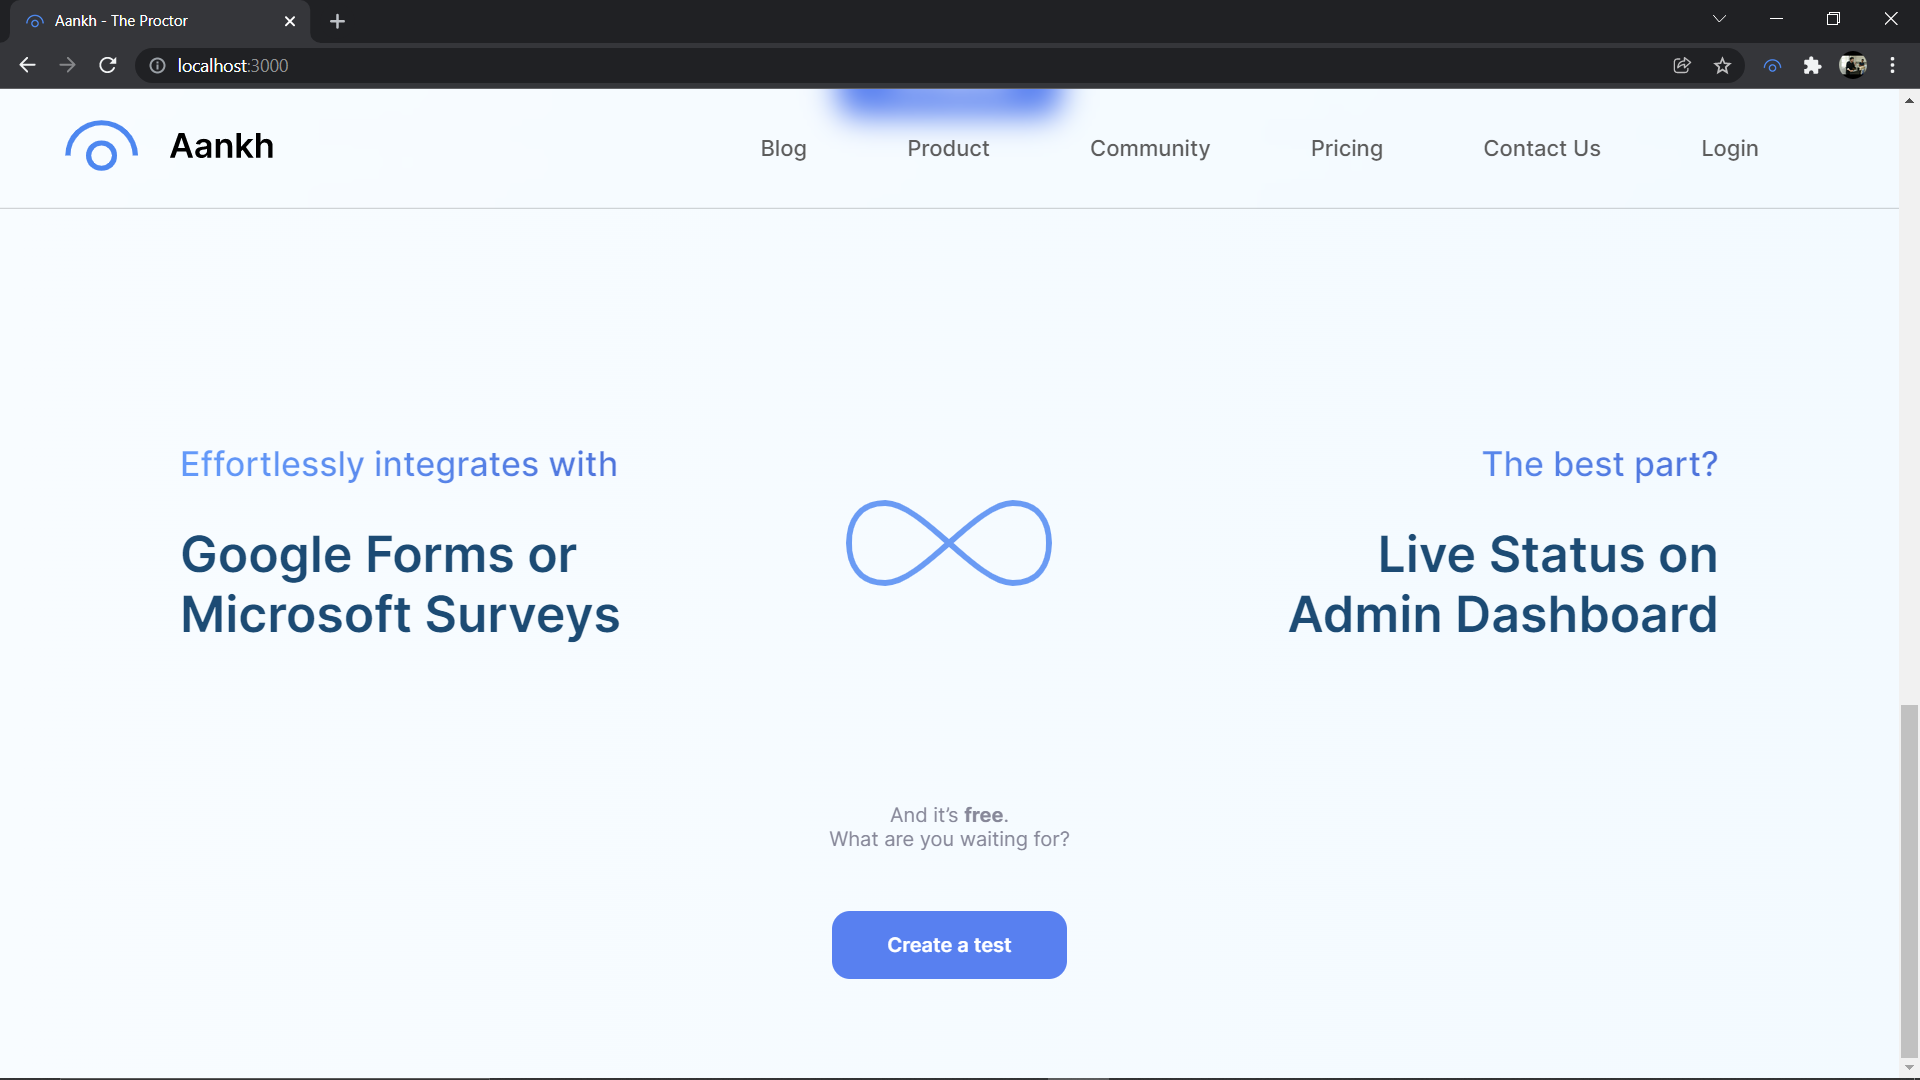 Aankh - The Proctor
localhost:3000
Aankh
Blog Product Community Pricing Contact Us Login
Effortlessly integrates with
Google Forms or
Microsoft Surveys
The best part?
Live Status on
Admin Dashboard
And it’s free.
What are you waiting for?
Create a test